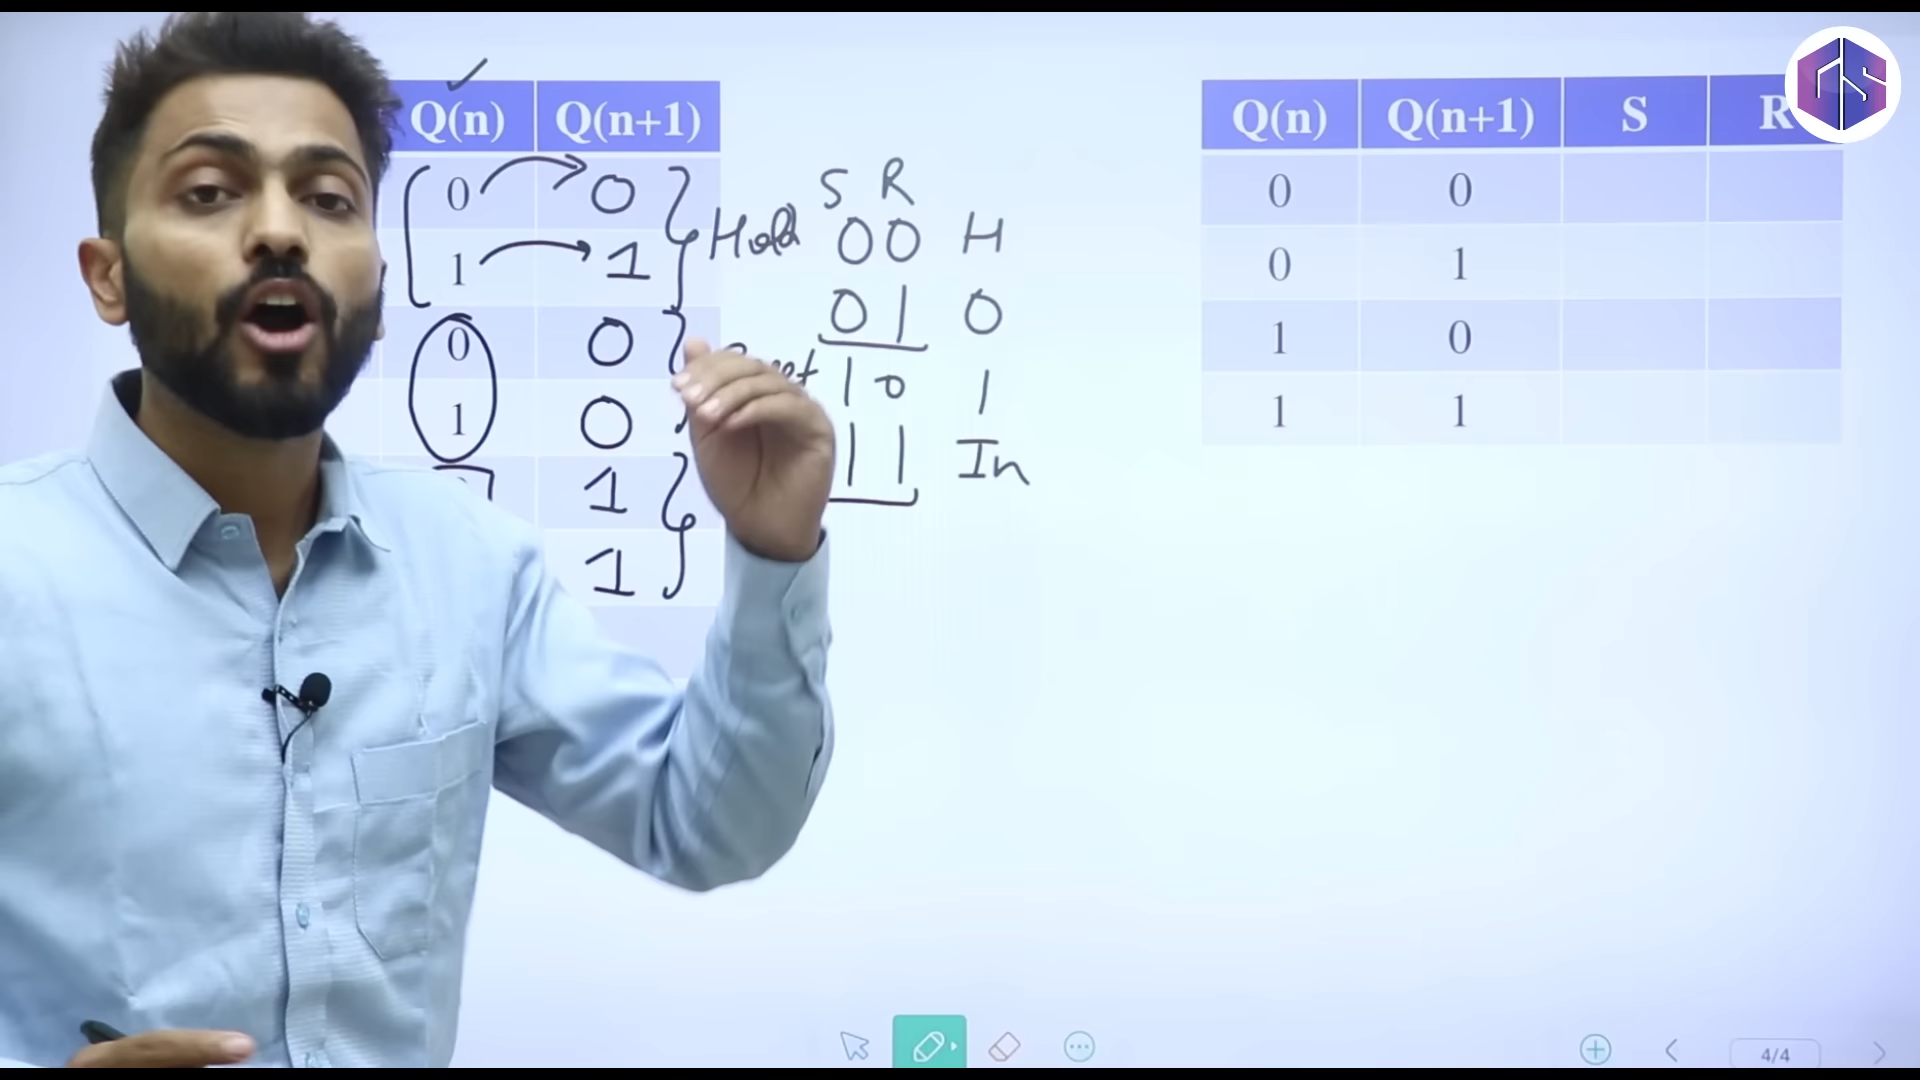 Q(n) Q(n+1)
0 0
1 1
0 0
1 0
1
1
Hold
S R
0 0 H
0 1 0
1 0 1
1 1 In
Q(n) Q(n+1) S R
0 0
0 1
1 0
1 1
4/4